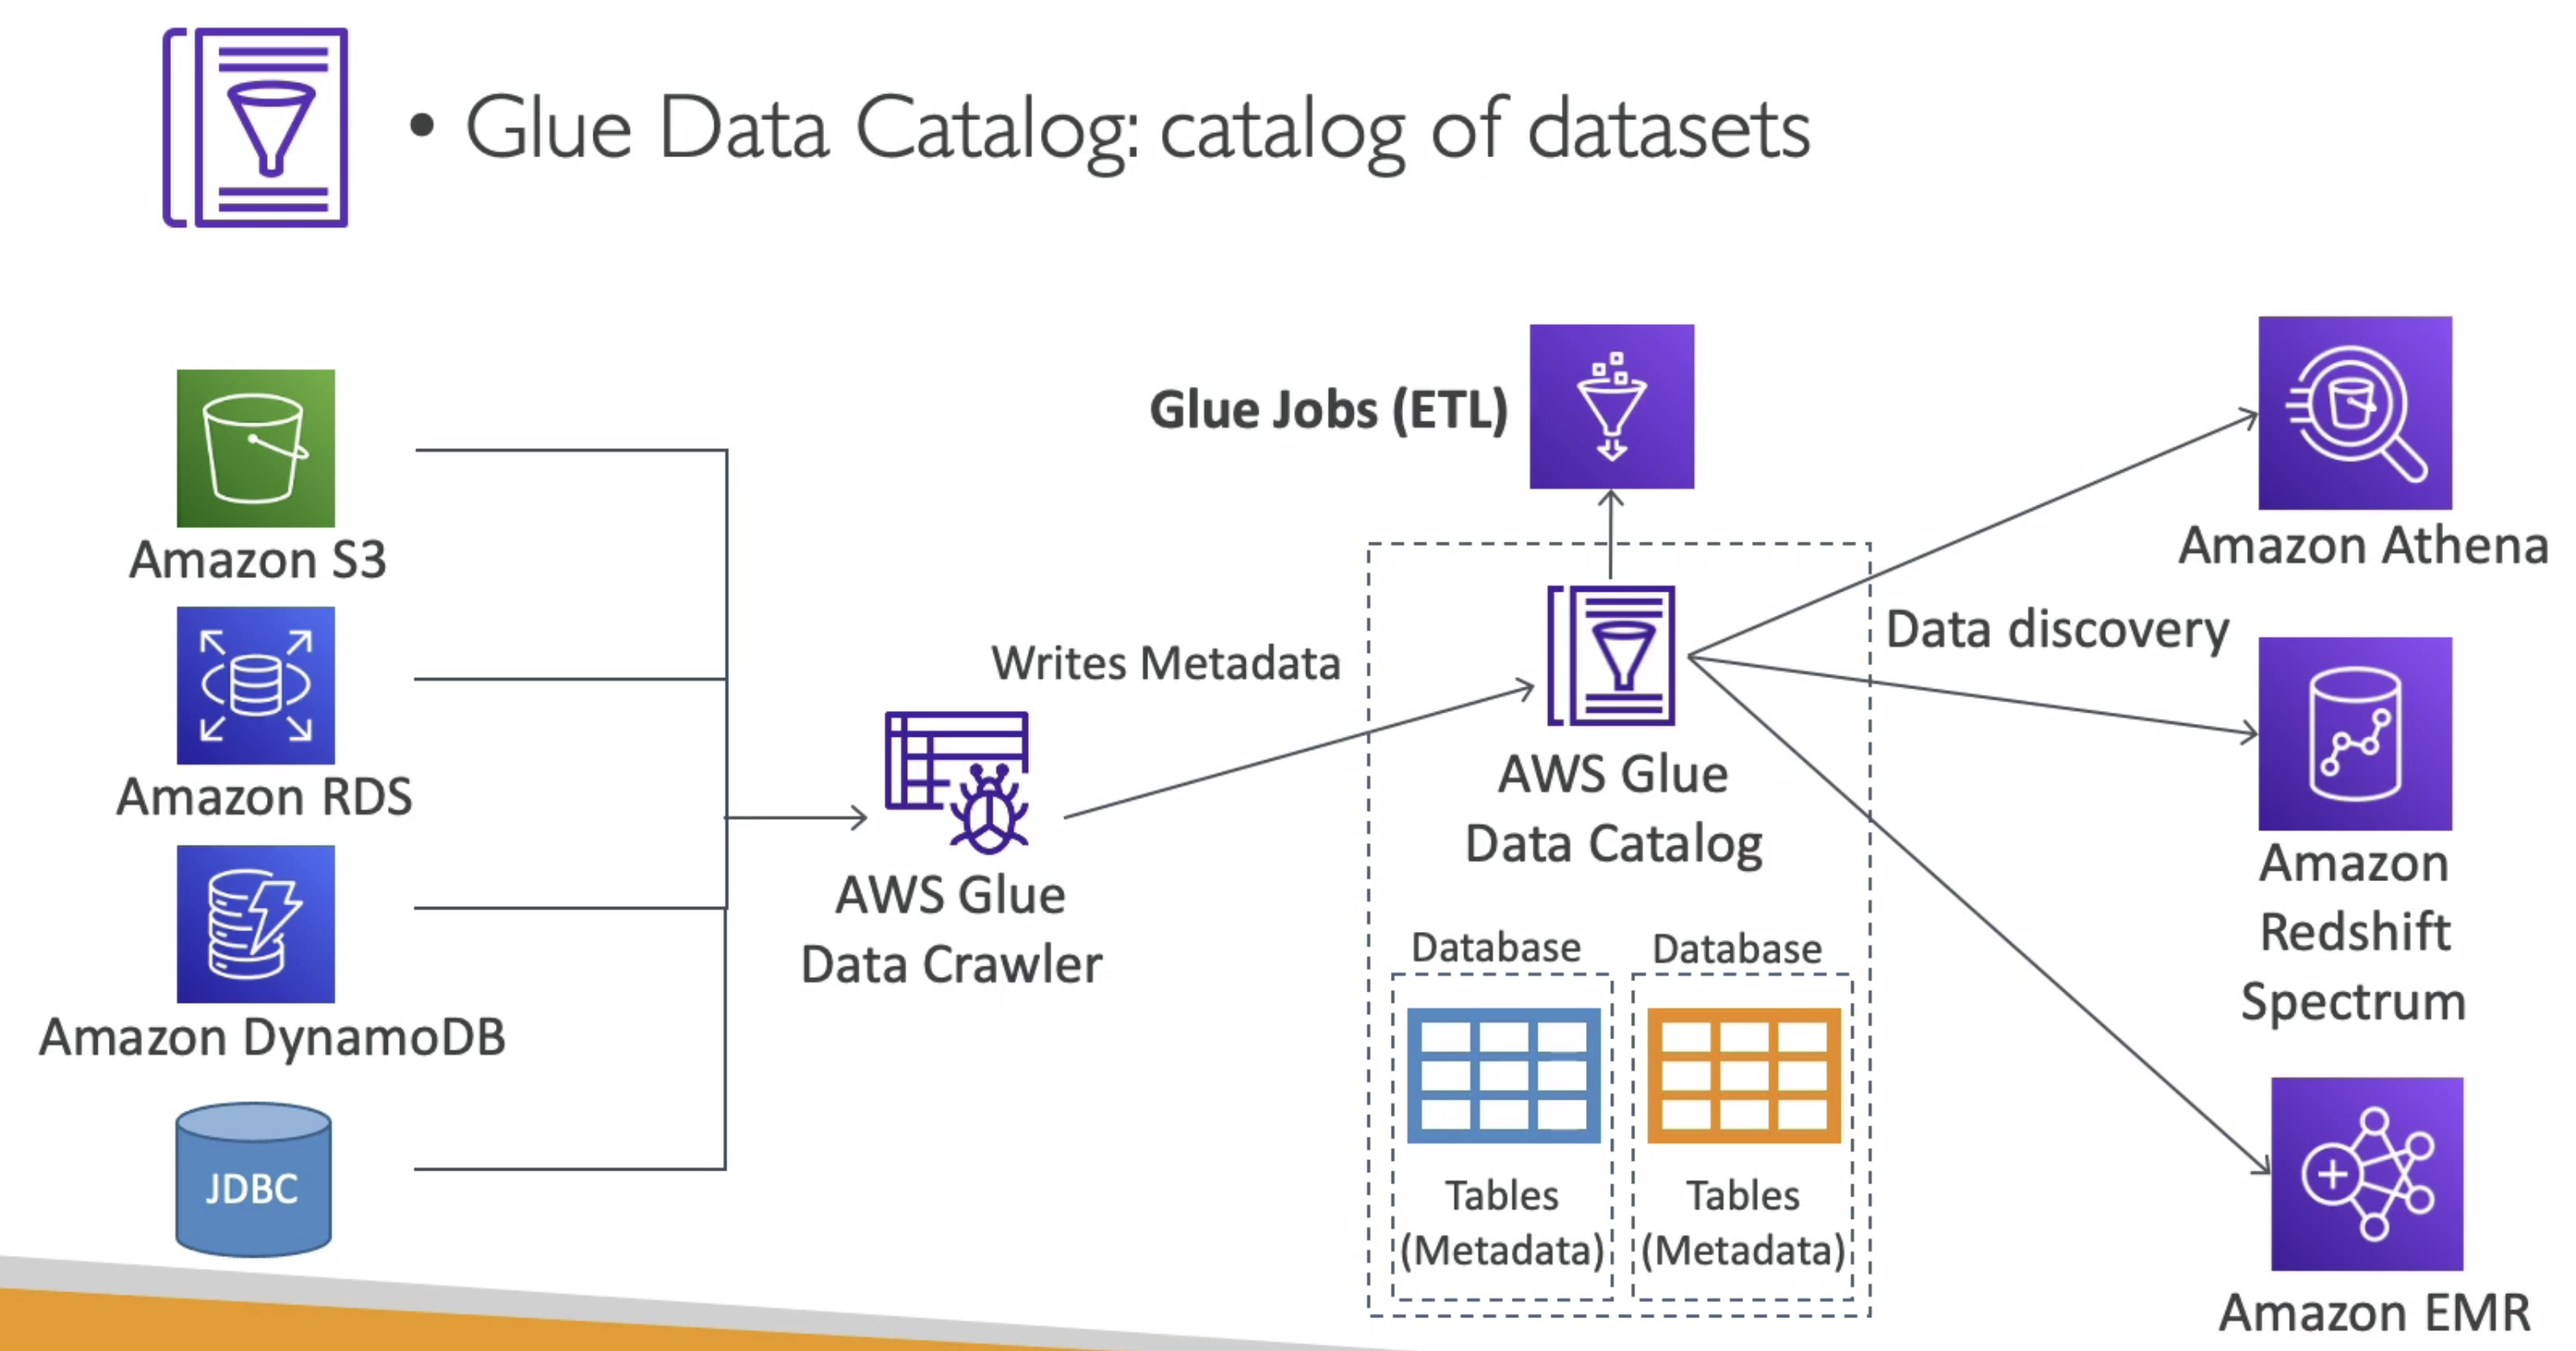 • Glue Data Catalog: catalog of datasets
Amazon S3
Amazon RDS
Amazon DynamoDB
JDBC
AWS Glue
Data Crawler
Writes Metadata
Glue Jobs (ETL)
AWS Glue
Data Catalog
Database
Tables
(Metadata)
Database
Tables
(Metadata)
Data discovery
Amazon Athena
Amazon
Redshift
Spectrum
Amazon EMR